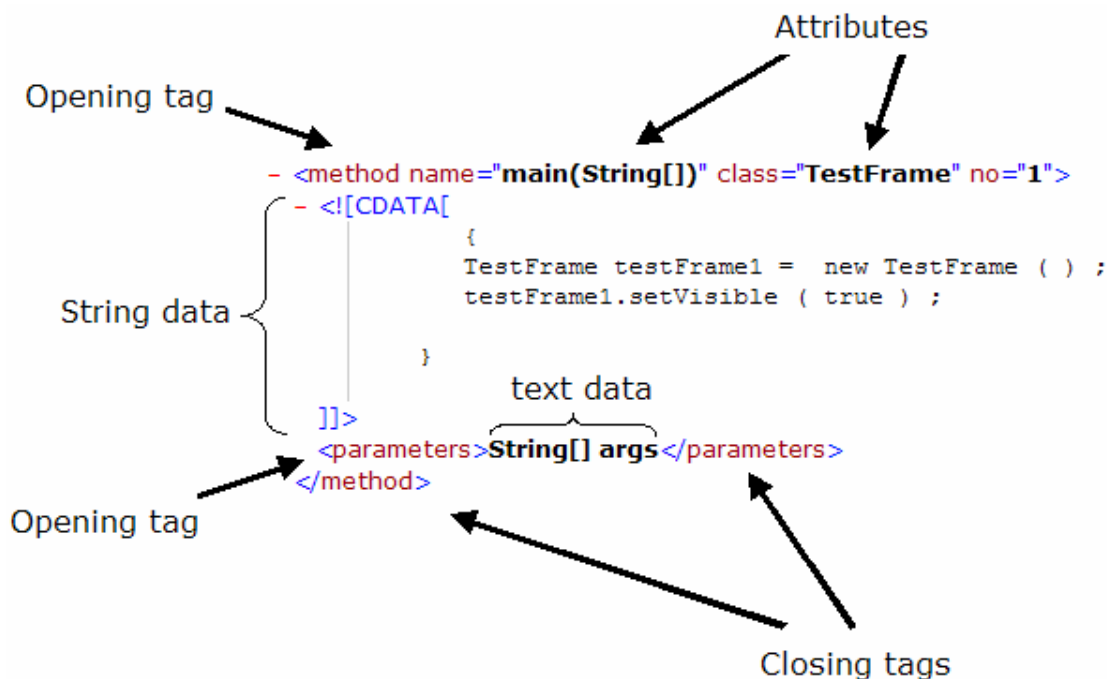 Attributes
Opening tag
- <method name="main(String[])" class="TestFrame" no="1">
- <![CDATA[
{
TestFrame testFrame1 =  new TestFrame ( ) ;
testFrame1.setVisible ( true ) ;
String data
}
text data
]]>
<parameters>String[] args</parameters>
</method>
Opening tag
Closing tags